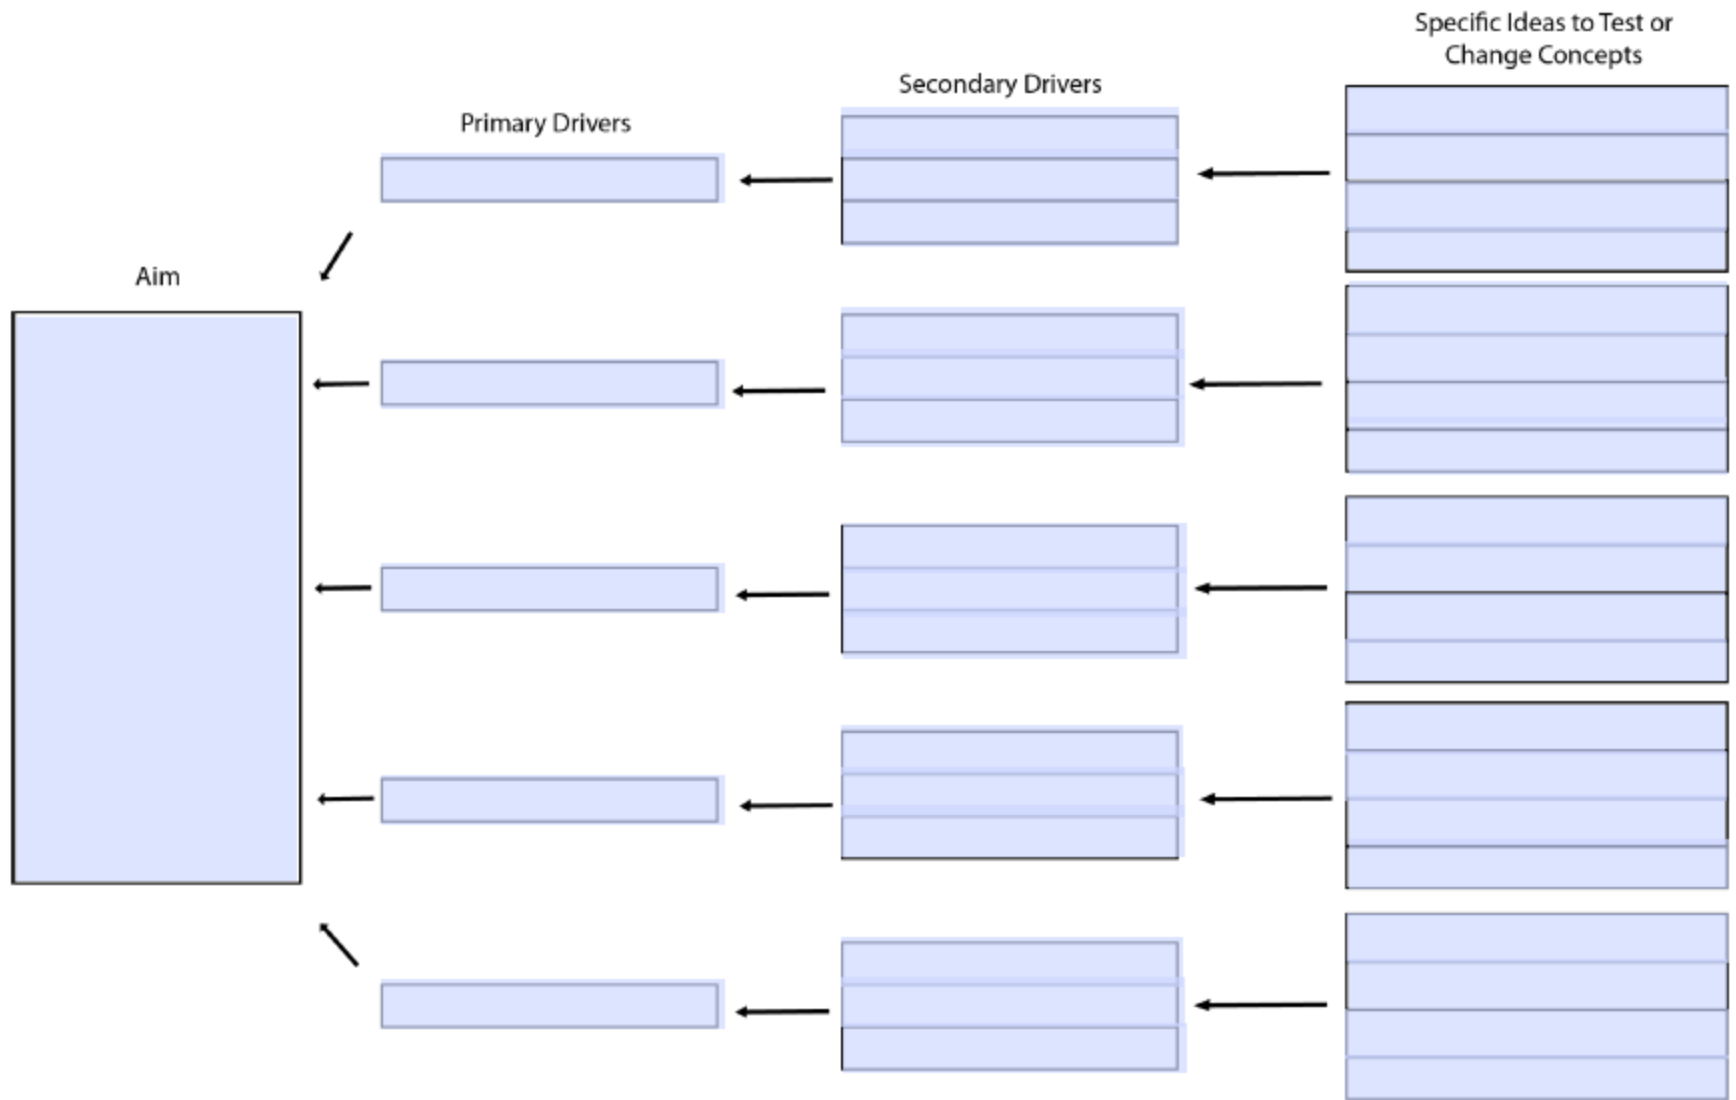 Specific Ideas to Test or
Change Concepts
Secondary Drivers
Primary Drivers
Aim